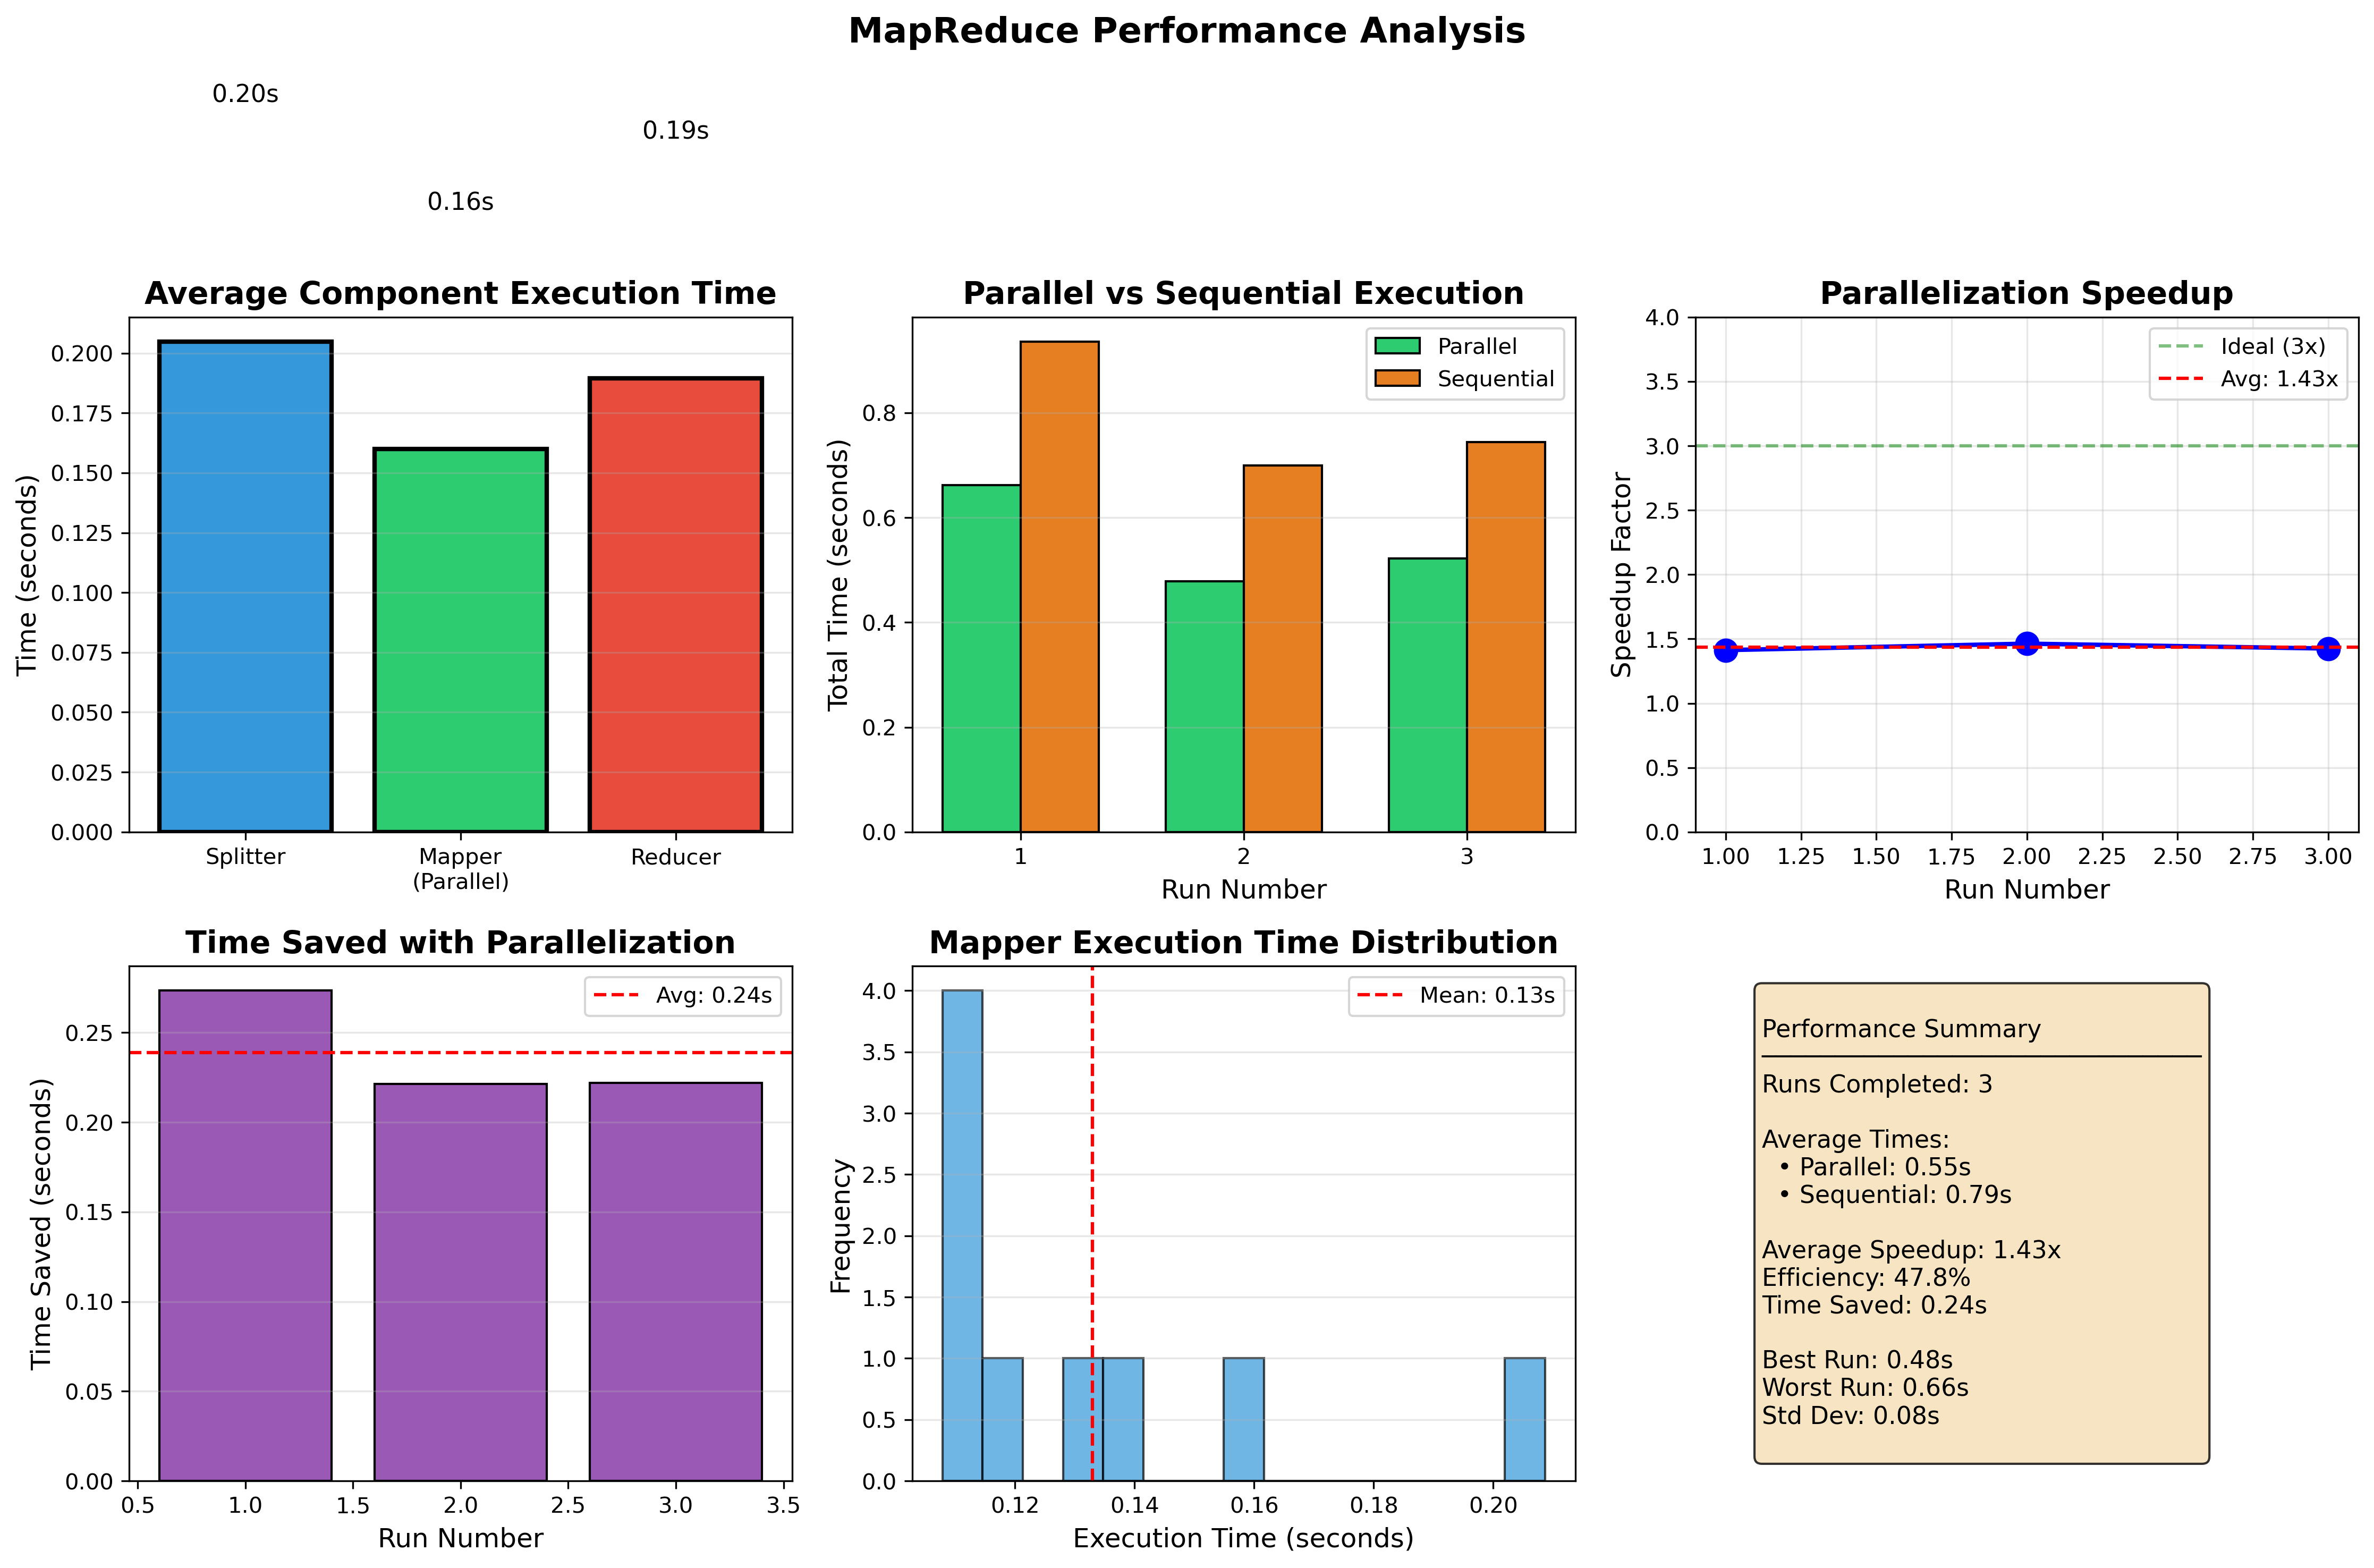 MapReduce Performance Analysis
0.20s
0.19s
0.16s
Average Component Execution Time
Time (seconds)
0.200
0.175
0.150
0.125
0.100
0.075
0.050
0.025
0.000
Splitter
Mapper
(Parallel)
Reducer
Parallel vs Sequential Execution
Parallel
Sequential
Total Time (seconds)
0.8
0.6
0.4
0.2
0.0
1
2
3
Run Number
Parallelization Speedup
Ideal (3x)
Avg: 1.43x
Speedup Factor
4.0
3.5
3.0
2.5
2.0
1.5
1.0
0.5
0.0
1.00
1.25
1.50
1.75
2.00
2.25
2.50
2.75
3.00
Run Number
Time Saved with Parallelization
Avg: 0.24s
Time Saved (seconds)
0.25
0.20
0.15
0.10
0.05
0.00
0.5
1.0
1.5
2.0
2.5
3.0
3.5
Run Number
Mapper Execution Time Distribution
Mean: 0.13s
Frequency
4.0
3.5
3.0
2.5
2.0
1.5
1.0
0.5
0.0
0.12
0.14
0.16
0.18
0.20
Execution Time (seconds)
Performance Summary
Runs Completed: 3
Average Times:
• Parallel: 0.55s
• Sequential: 0.79s
Average Speedup: 1.43x
Efficiency: 47.8%
Time Saved: 0.24s
Best Run: 0.48s
Worst Run: 0.66s
Std Dev: 0.08s